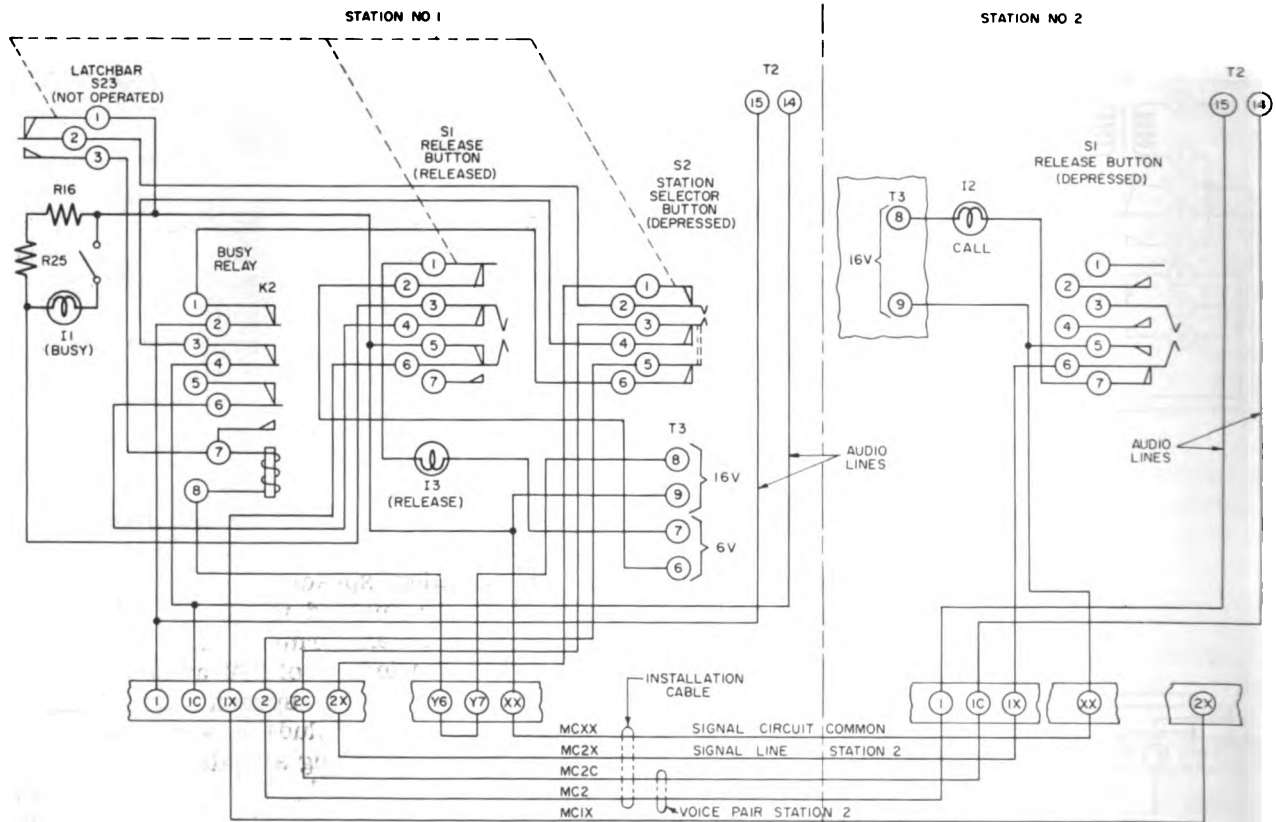 STATION NO 1
STATION NO 2
LATCHBAR
S23
(NOT OPERATED)
1
2
3
R16
R25
I1
(BUSY)
BUSY
RELAY
K2
1
2
3
4
5
6
7
8
S1
RELEASE
BUTTON
(RELEASED)
1
2
3
4
5
6
7
I3
(RELEASE)
S2
STATION
SELECTOR
BUTTON
(DEPRESSED)
1
2
3
4
5
6
T3
8
9
16V
7
6
6V
T2
15 14
AUDIO
LINES
T3
8
16V
9
I2
CALL
S1
RELEASE BUTTON
(DEPRESSED)
1
2
3
4
5
6
7
T2
15 14
AUDIO
LINES
1 1C 1X 2 2C 2X
Y6 Y7 XX
1 1C 1X
XX
2X
INSTALLATION
CABLE
MCXX SIGNAL CIRCUIT COMMON
MC2X SIGNAL LINE STATION 2
MC2C
MC2
MC1X VOICE PAIR STATION 2